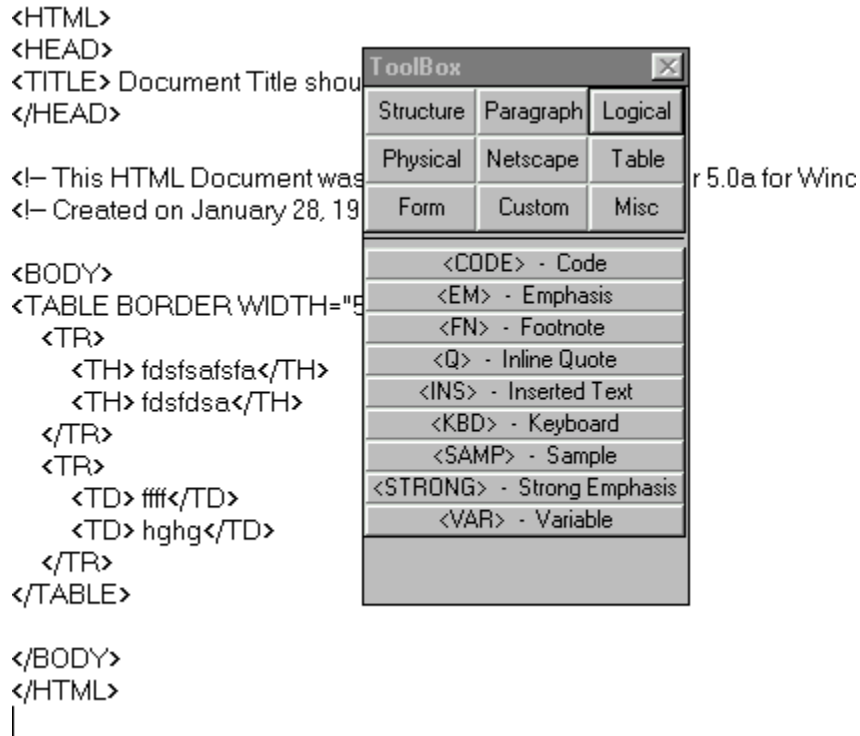 <HTML>
<HEAD>
<TITLE> Document Title shou
</HEAD>
<!-- This HTML Document was r 5.0a for Winc
<!-- Created on January 28, 19
<BODY>
<TABLE BORDER WIDTH="5
<TR>
<TH> fdsfsafsfa</TH>
<TH> fdsfdsa</TH>
</TR>
<TR>
<TD> ffff</TD>
<TD> hghg</TD>
</TR>
</TABLE>
</BODY>
</HTML>
ToolBox
Structure Paragraph Logical
Physical Netscape Table
Form Custom Misc
<CODE> - Code
<EM> - Emphasis
<FN> - Footnote
<Q> - Inline Quote
<INS> - Inserted Text
<KBD> - Keyboard
<SAMP> - Sample
<STRONG> - Strong Emphasis
<VAR> - Variable